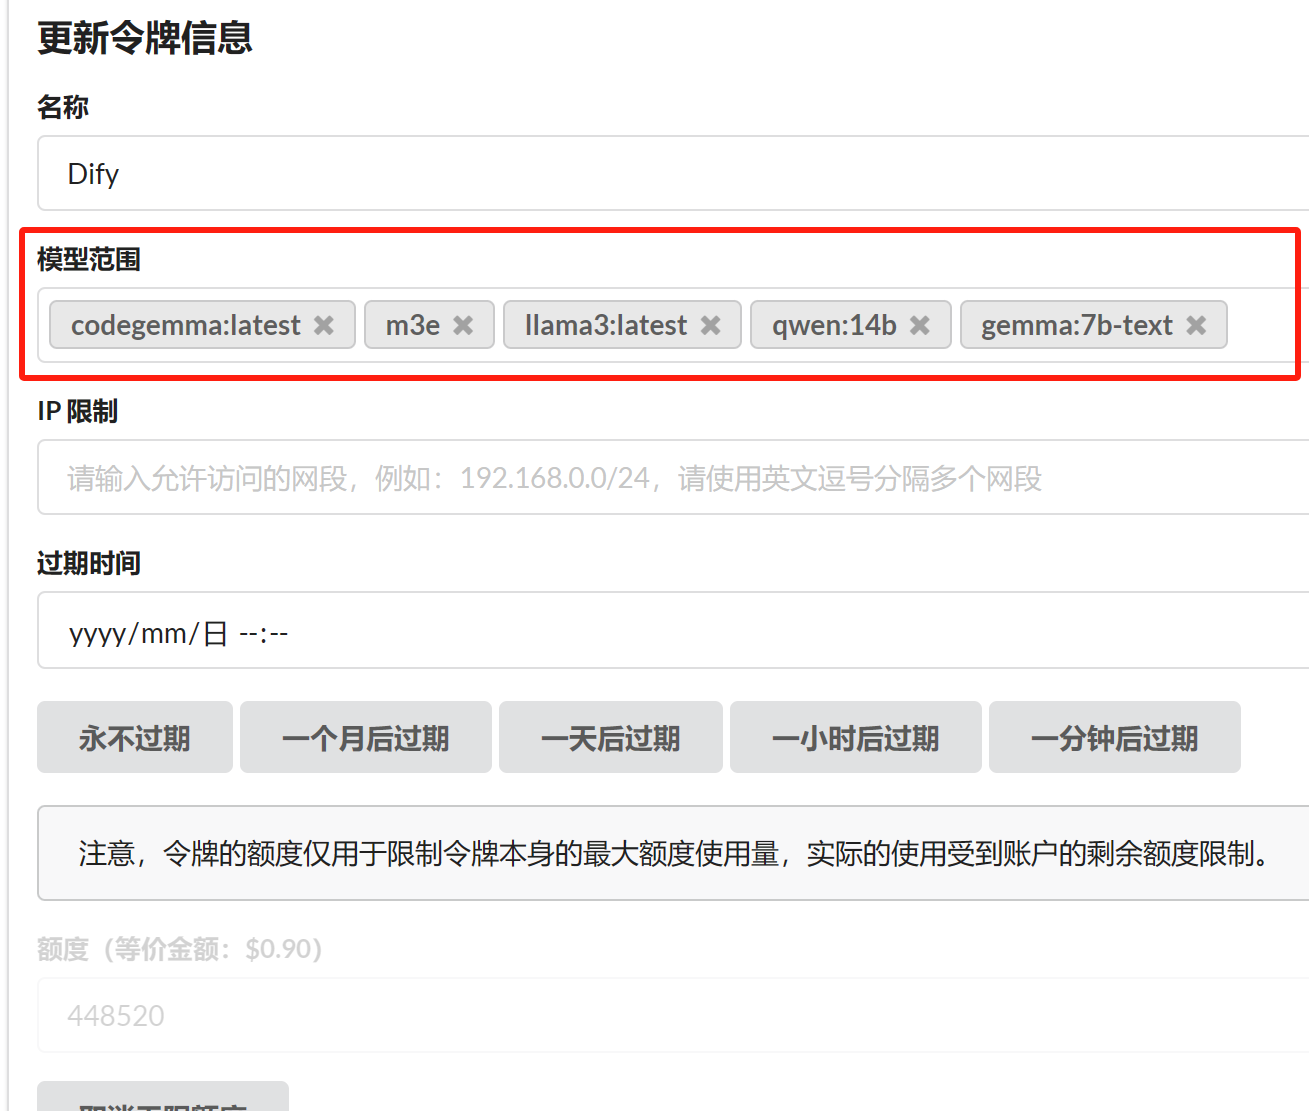 更新令牌信息
名称
Dify
模型范围
codegemma:latest ✖ m3e ✖ llama3:latest ✖ qwen:14b ✖ gemma:7b-text ✖
IP 限制
请输入允许访问的网段，例如：192.168.0.0/24，请使用英文逗号分隔多个网段
过期时间
yyyy/mm/日 --:--
永不过期 一个月后过期 一天后过期 一小时后过期 一分钟后过期
注意，令牌的额度仅用于限制令牌本身的最大额度使用量，实际的使用受到账户的剩余额度限制。
额度（等价金额：$0.90）
448520
取消无限额度